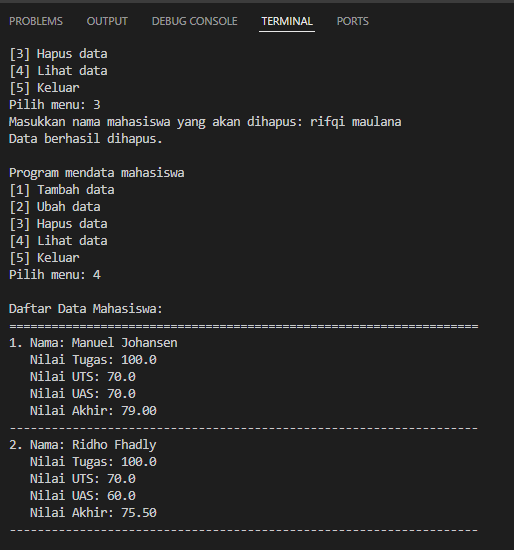 PROBLEMS OUTPUT DEBUG CONSOLE TERMINAL PORTS
[3] Hapus data
[4] Lihat data
[5] Keluar
Pilih menu: 3
Masukkan nama mahasiswa yang akan dihapus: rifqi maulana
Data berhasil dihapus.
Program mendata mahasiswa
[1] Tambah data
[2] Ubah data
[3] Hapus data
[4] Lihat data
[5] Keluar
Pilih menu: 4
Daftar Data Mahasiswa:
===================================================================
1. Nama: Manuel Johansen
Nilai Tugas: 100.0
Nilai UTS: 70.0
Nilai UAS: 70.0
Nilai Akhir: 79.00
-------------------------------------------------------------------
2. Nama: Ridho Fhadly
Nilai Tugas: 100.0
Nilai UTS: 70.0
Nilai UAS: 60.0
Nilai Akhir: 75.50
-------------------------------------------------------------------